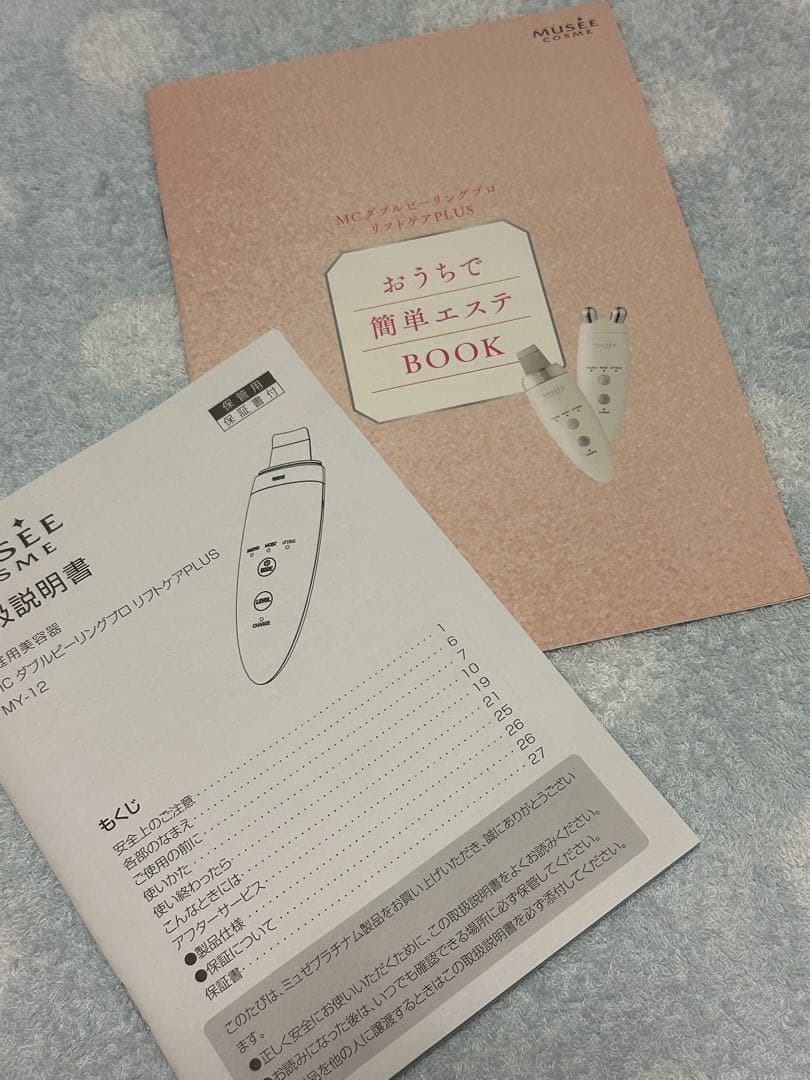 MUSÉE
COSME
MCダブルピーリングプロ
リフトケアPLUS
おうちで
簡単エステ
BOOK
保管用
保証書付
COSME
取扱説明書
家庭用美容器
MC ダブルピーリングプロ リフトケアPLUS
MY-12
MOIST
LEVEL
CHARGE
もくじ
安全上のご注意 1
各部のなまえ 6
ご使用の前に 7
使いかた 10
使い終わったら 19
こんなときには 21
アフターサービス 25
●製品仕様 26
●保証について 26
保証書 27
このたびは、ミュゼプラチナム製品をお買い上げいただき、誠にありがとうござい
ます。
●正しく安全にお使いいただくために、この取扱説明書をよくお読みください。
●お読みになった後は、いつでも確認できる場所に必ず保管してください。
品を他の人に譲渡するときはこの取扱説明書を必ず添付してください。